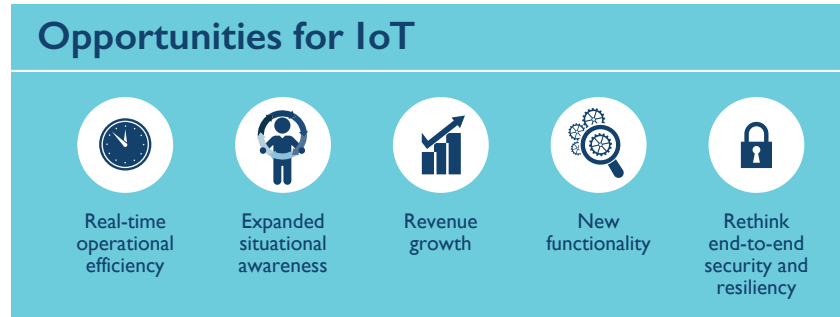 Opportunities for IoT
Real-time
operational
efficiency
Expanded
situational
awareness
Revenue
growth
New
functionality
Rethink
end-to-end
security and
resiliency